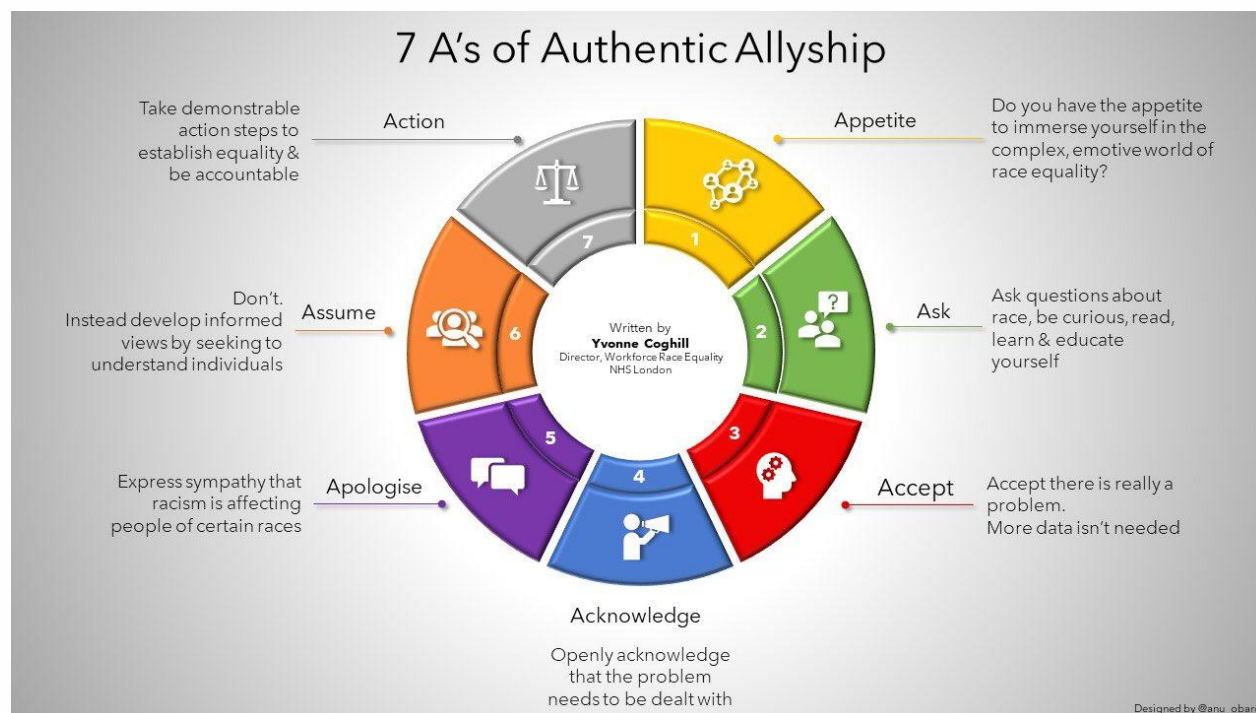 7 A's of Authentic Allyship
Appetite
Do you have the appetite
to immerse yourself in the
complex, emotive world of
race equality?
1
Ask
Ask questions about
race, be curious, read,
learn & educate
yourself
2
?
Accept
Accept there is really a
problem.
More data isn't needed
3
Acknowledge
Openly acknowledge
that the problem
needs to be dealt with
4
Apologise
Express sympathy that
racism is affecting
people of certain races
5
Assume
Don't.
Instead develop informed
views by seeking to
understand individuals
6
Action
Take demonstrable
action steps to
establish equality &
be accountable
7
Written by
Yvonne Coghill
Director, Workforce Race Equality
NHS London
Designed by